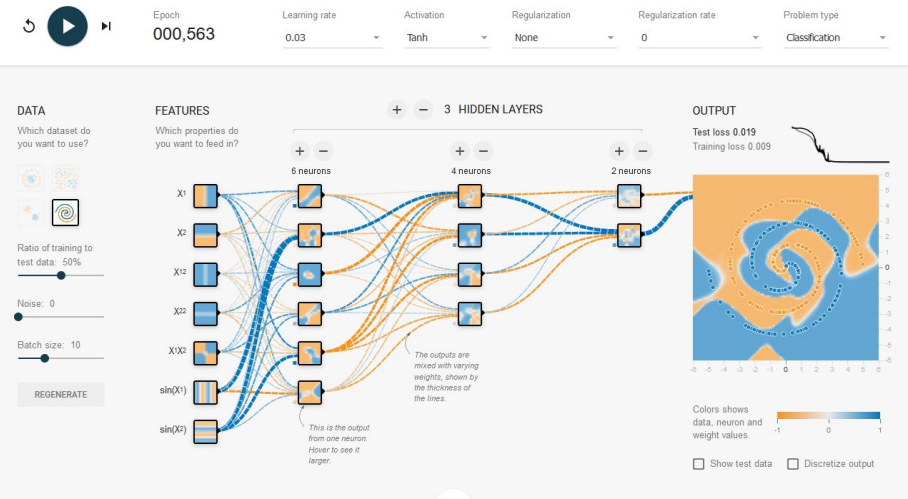 Epoch
000,563
Learning rate
0.03
Activation
Tanh
Regularization
None
Regularization rate
0
Problem type
Classification
DATA
Which dataset do
you want to use?
Ratio of training to
test data: 50%
Noise: 0
Batch size: 10
REGENERATE
FEATURES
Which properties do
you want to feed in?
X1
X2
X12
X22
X1X2
sin(X1)
sin(X2)
+ − 3 HIDDEN LAYERS
+ −
6 neurons
+ −
4 neurons
+ −
2 neurons
The outputs are
mixed with varying
weights, shown by
the thickness of
the lines.
This is the output
from one neuron.
Hover to see it
larger.
OUTPUT
Test loss 0.019
Training loss 0.009
6
5
4
3
2
1
0
-1
-2
-3
-4
-5
-6
-6 -5 -4 -3 -2 -1 0 1 2 3 4 5 6
Colors shows
data, neuron and
weight values.
-1 0 1
Show test data
Discretize output